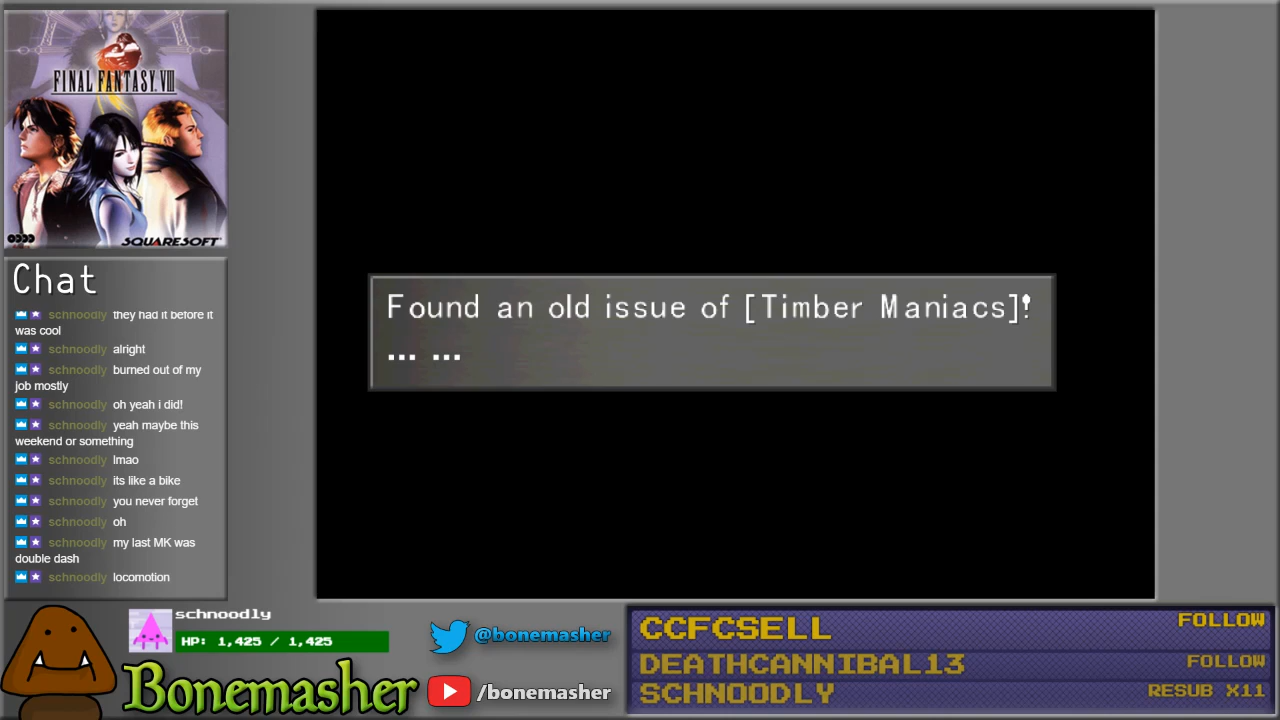 FINAL FANTASY VIII
SQUARESOFT
Chat
schnoodly they had it before it
was cool
schnoodly alright
schnoodly burned out of my
job mostly
schnoodly oh yeah i did!
schnoodly yeah maybe this
weekend or something
schnoodly lmao
schnoodly its like a bike
schnoodly you never forget
schnoodly oh
schnoodly my last MK was
double dash
schnoodly locomotion
Found an old issue of [Timber Maniacs]!
... ...
schnoodly
HP: 1,425 / 1,425
Bonemasher
@bonemasher
/bonemasher
CCFCSELL FOLLOW
DEATHCANNIBAL13 FOLLOW
SCHNOODLY RESUB X11